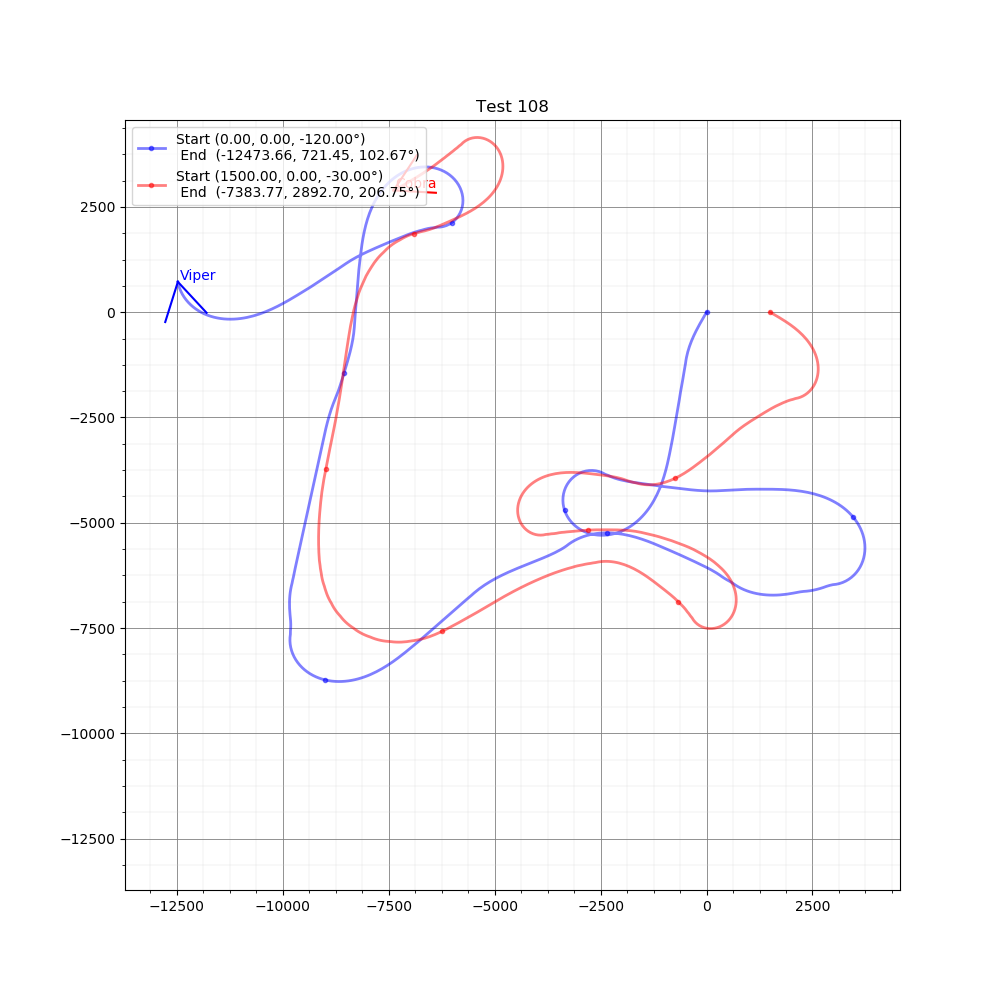 Test 108
Start (0.00, 0.00, -120.00°)
End (-12473.66, 721.45, 102.67°)
Start (1500.00, 0.00, -30.00°)
End (-7383.77, 2892.70, 206.75°)
Viper
2500
0
−2500
−5000
−7500
−10000
−12500
−12500
−10000
−7500
−5000
−2500
0
2500